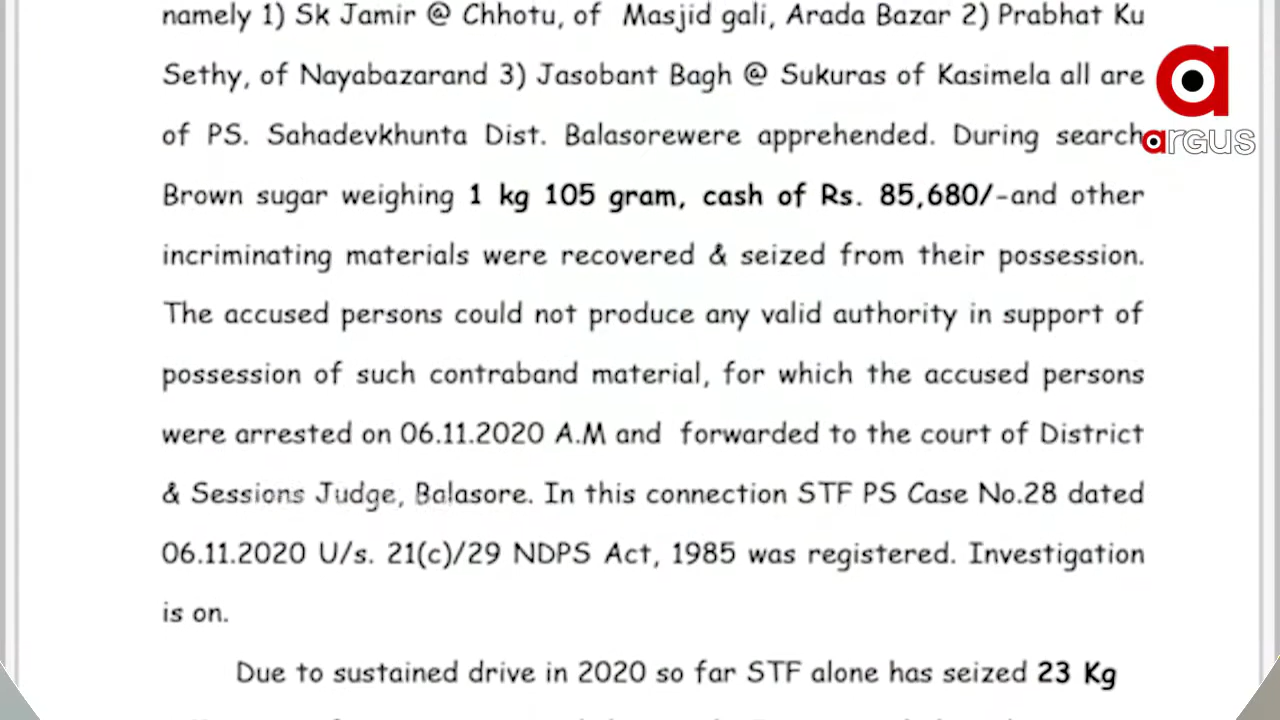 namely 1) Sk Jamir @ Chhotu, of Masjid gali, Arada Bazar 2) Prabhat Ku
Sethy, of Nayabazarand 3) Jasobant Bagh @ Sukuras of Kasimela all are
of PS. Sahadevkhunta Dist. Balasorewere apprehended. During search
Brown sugar weighing 1 kg 105 gram, cash of Rs. 85,680/-and other
incriminating materials were recovered & seized from their possession.
The accused persons could not produce any valid authority in support of
possession of such contraband material, for which the accused persons
were arrested on 06.11.2020 A.M and forwarded to the court of District
& Sessions Judge, Balasore. In this connection STF PS Case No.28 dated
06.11.2020 U/s. 21(c)/29 NDPS Act, 1985 was registered. Investigation
is on.
Due to sustained drive in 2020 so far STF alone has seized 23 Kg
a
argus